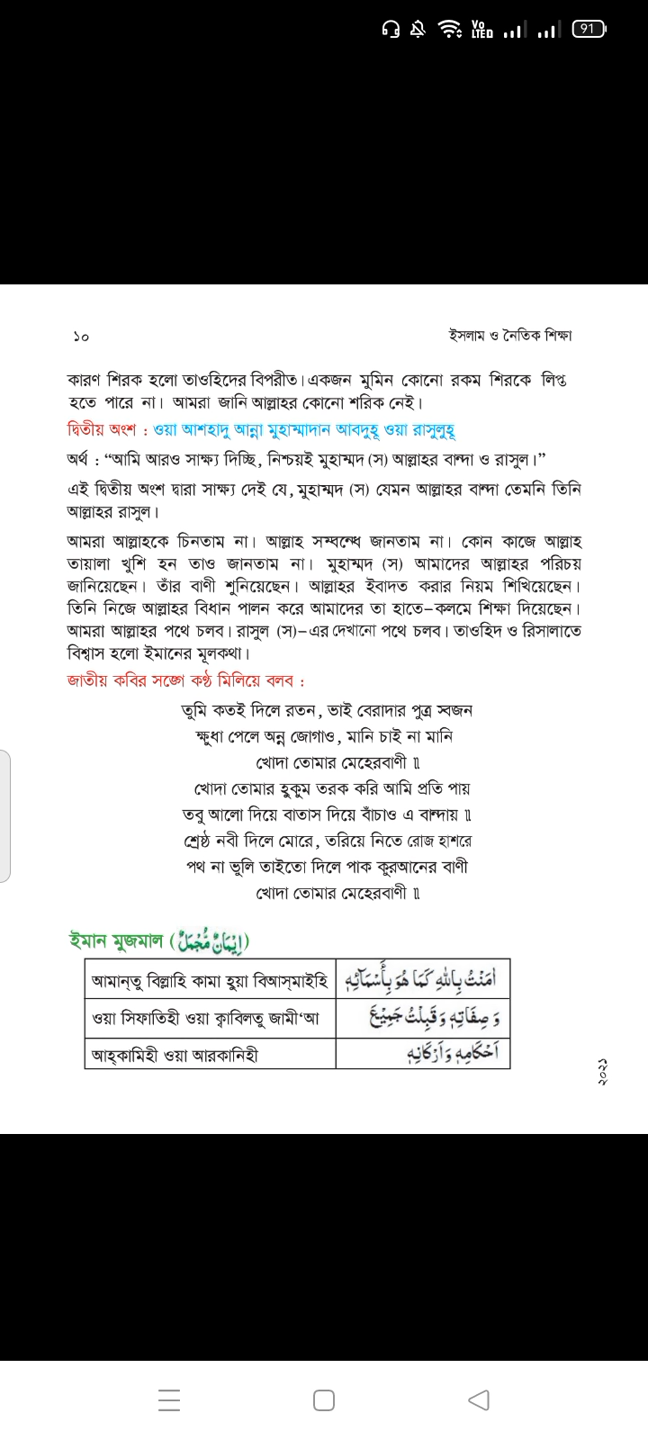 Vo
LTED
91
১০ ইসলাম ও নৈতিক শিক্ষা
কারণ শিরক হলো তাওহিদের বিপরীত। একজন মুমিন কোনো রকম শিরকে লিপ্ত
হতে পারে না। আমরা জানি আল্লাহর কোনো শরিক নেই।
দ্বিতীয় অংশ : ওয়া আশহাদু আন্না মুহাম্মাদান আবদুহূ ওয়া রাসুলুহূ
অর্থ : “আমি আরও সাক্ষ্য দিচ্ছি, নিশ্চয়ই মুহাম্মদ (স) আল্লাহর বান্দা ও রাসুল।”
এই দ্বিতীয় অংশ দ্বারা সাক্ষ্য দেই যে, মুহাম্মদ (স) যেমন আল্লাহর বান্দা তেমনি তিনি
আল্লাহর রাসুল।
আমরা আল্লাহকে চিনতাম না। আল্লাহ সম্বন্ধে জানতাম না। কোন কাজে আল্লাহ
তায়ালা খুশি হন তাও জানতাম না। মুহাম্মদ (স) আমাদের আল্লাহর পরিচয়
জানিয়েছেন। তাঁর বাণী শুনিয়েছেন। আল্লাহর ইবাদত করার নিয়ম শিখিয়েছেন।
তিনি নিজে আল্লাহর বিধান পালন করে আমাদের তা হাতে-কলমে শিক্ষা দিয়েছেন।
আমরা আল্লাহর পথে চলব। রাসুল (স)-এর দেখানো পথে চলব। তাওহিদ ও রিসালাতে
বিশ্বাস হলো ইমানের মূলকথা।
জাতীয় কবির সঙ্গে কণ্ঠ মিলিয়ে বলব :
তুমি কতই দিলে রতন, ভাই বেরাদার পুত্র স্বজন
ক্ষুধা পেলে অন্ন জোগাও, মানি চাই না মানি
খোদা তোমার মেহেরবাণী ॥
খোদা তোমার হুকুম তরক করি আমি প্রতি পায়
তবু আলো দিয়ে বাতাস দিয়ে বাঁচাও এ বান্দায় ॥
শ্রেষ্ঠ নবী দিলে মোরে, তরিয়ে নিতে রোজ হাশরে
পথ না ভুলি তাইতো দিলে পাক কুরআনের বাণী
খোদা তোমার মেহেরবাণী ॥
ইমান মুজমাল (اِيْمَانٌ مُّجْمَلٌ)
আমান্‌তু বিল্লাহি কামা হুয়া বিআস্‌মাইহি اٰمَنْتُ بِاللهِ كَمَا هُوَ بِأَسْمَآئِهٖ
ওয়া সিফাতিহী ওয়া ক্বাবিলতু জামী‘আ وَ صِفَاتِهٖ وَ قَبِلْتُ جَمِيْعَ
আহ্‌কামিহী ওয়া আরকানিহী اَحْكَامِهٖ وَ اَرْكَانِهٖ
২০২১